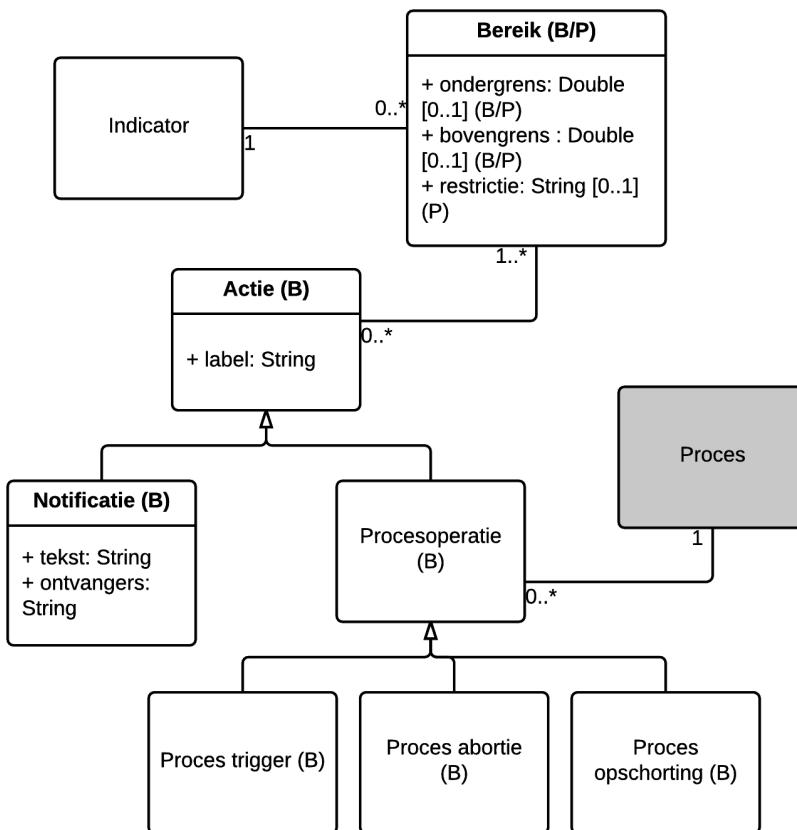 Bereik (B/P)
+ ondergrens: Double
[0..1] (B/P)
+ bovengrens : Double
[0..1] (B/P)
+ restrictie: String [0..1]
(P)
Indicator
0..*
1
1..*
Actie (B)
+ label: String
0..*
Proces
1
Notificatie (B)
+ tekst: String
+ ontvangers:
String
Procesoperatie
(B)
0..*
Proces trigger (B)
Proces abortie
(B)
Proces
opschorting (B)